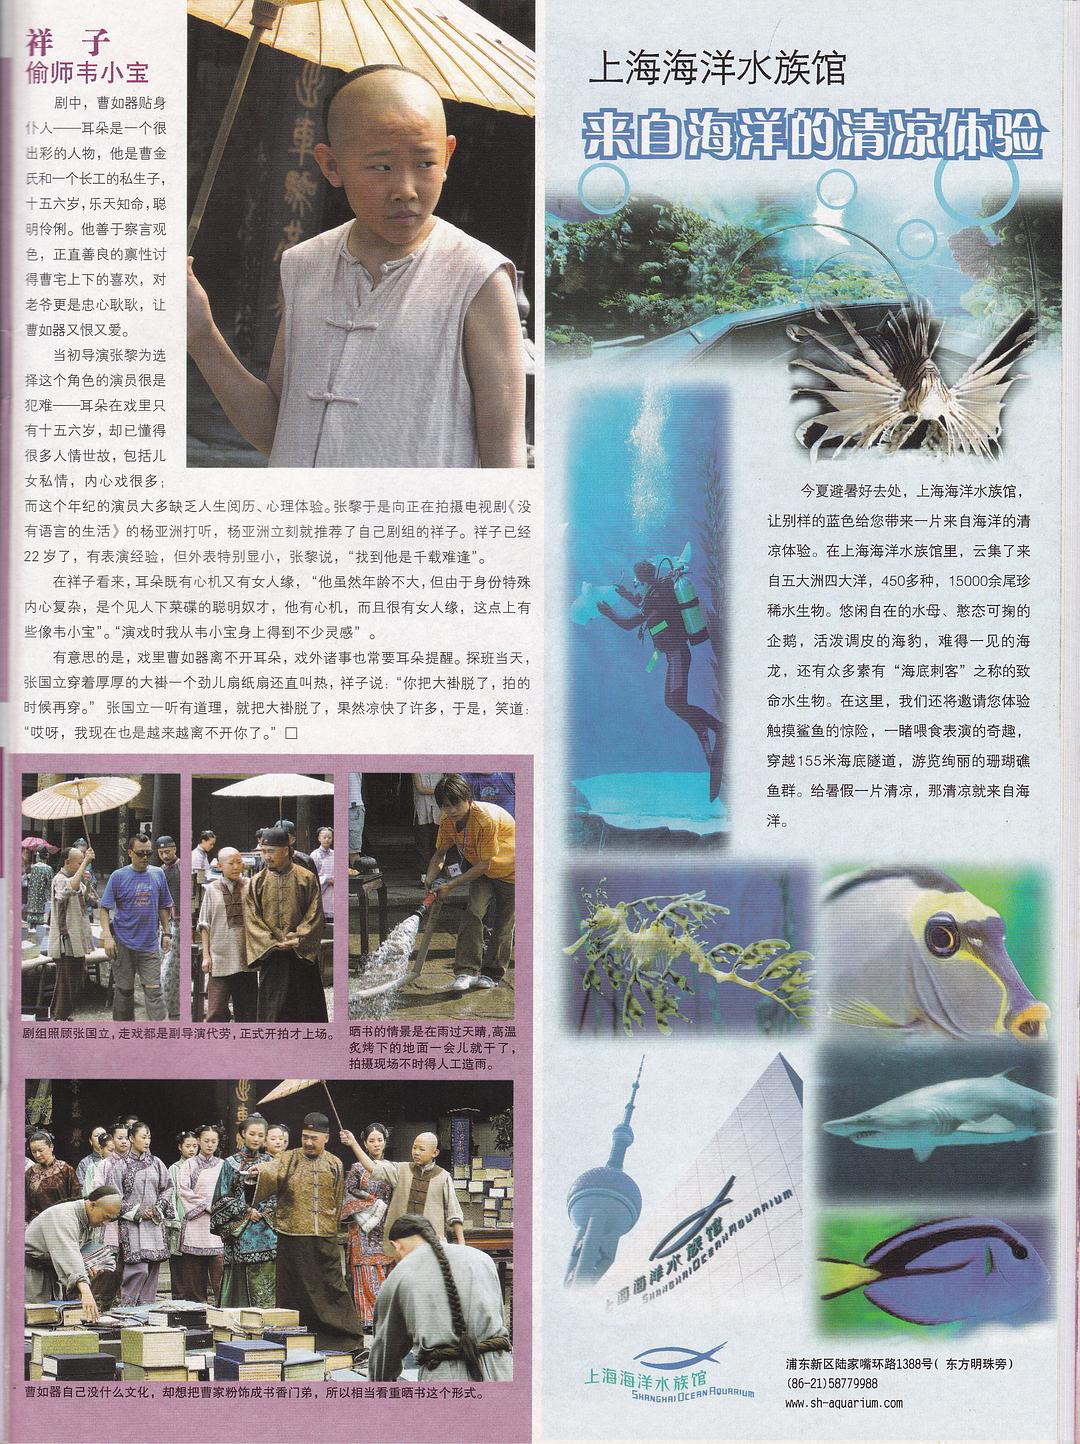 祥子
偷师韦小宝
剧中，曹如器贴身
仆人——耳朵是一个很
出彩的人物，他是曹金
氏和一个长工的私生子，
十五六岁，乐天知命，聪
明伶俐。他善于察言观
色，正直善良的禀性讨
得曹宅上下的喜欢，对
老爷更是忠心耿耿，让
曹如器又恨又爱。
当初导演张黎为选
择这个角色的演员很是
犯难——耳朵在戏里只
有十五六岁，却已懂得
很多人情世故，包括儿
女私情，内心戏很多；
而这个年纪的演员大多缺乏人生阅历、心理体验。张黎于是向正在拍摄电视剧《没
有语言的生活》的杨亚洲打听，杨亚洲立刻就推荐了自己剧组的祥子。祥子已经
22岁了，有表演经验，但外表特别显小，张黎说，“找到他是千载难逢”。
在祥子看来，耳朵既有心机又有女人缘，“他虽然年龄不大，但由于身份特殊
内心复杂，是个见人下菜碟的聪明奴才，他有心机，而且很有女人缘，这点上有
些像韦小宝”。“演戏时我从韦小宝身上得到不少灵感”。
有意思的是，戏里曹如器离不开耳朵，戏外诸事也常要耳朵提醒。探班当天，
张国立穿着厚厚的大褂一个劲儿扇纸扇还直叫热，祥子说：“你把大褂脱了，拍的
时候再穿。”张国立一听有道理，就把大褂脱了，果然凉快了许多，于是，笑道：
“哎呀，我现在也是越来越离不开你了。”□
剧组照顾张国立，走戏都是副导演代劳，正式开拍才上场。
晒书的情景是在雨过天晴，高温
炙烤下的地面一会儿就干了，
拍摄现场不时得人工造雨。
曹如器自己没什么文化，却想把曹家粉饰成书香门弟，所以相当看重晒书这个形式。
上海海洋水族馆
来自海洋的清凉体验
今夏避暑好去处，上海海洋水族馆，
让别样的蓝色给您带来一片来自海洋的清
凉体验。在上海海洋水族馆里，云集了来
自五大洲四大洋，450多种，15000余尾珍
稀水生物。悠闲自在的水母、憨态可掬的
企鹅，活泼调皮的海豹，难得一见的海
龙，还有众多素有“海底刺客”之称的致
命水生物。在这里，我们还将邀请您体验
触摸鲨鱼的惊险，一睹喂食表演的奇趣，
穿越155米海底隧道，游览绚丽的珊瑚礁
鱼群。给暑假一片清凉，那清凉就来自海
洋。
上海海洋水族馆
SHANGHAI OCEAN AQUARIUM
上海海洋水族馆
SHANGHAI OCEAN AQUARIUM
浦东新区陆家嘴环路1388号( 东方明珠旁)
(86-21)58779988
www.sh-aquarium.com